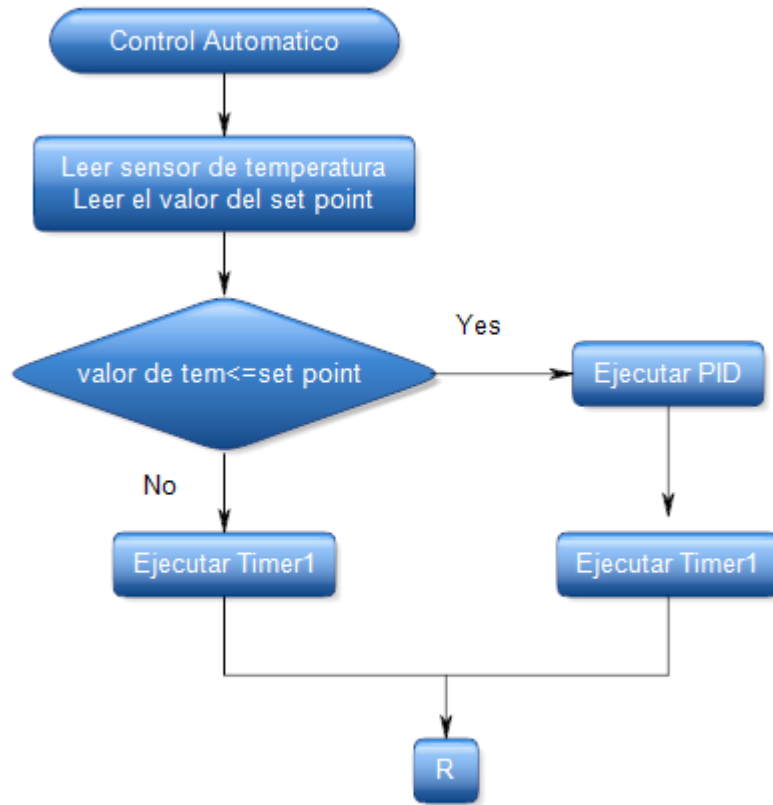 Control Automatico
Leer sensor de temperatura
Leer el valor del set point
valor de tem<=set point
Yes
Ejecutar PID
No
Ejecutar Timer1
Ejecutar Timer1
R